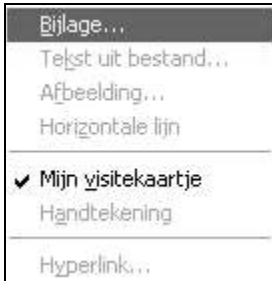 Bijlage...
Tekst uit bestand...
Afbeelding...
Horizontale lijn
Mijn visitekaartje
Handtekening
Hyperlink...